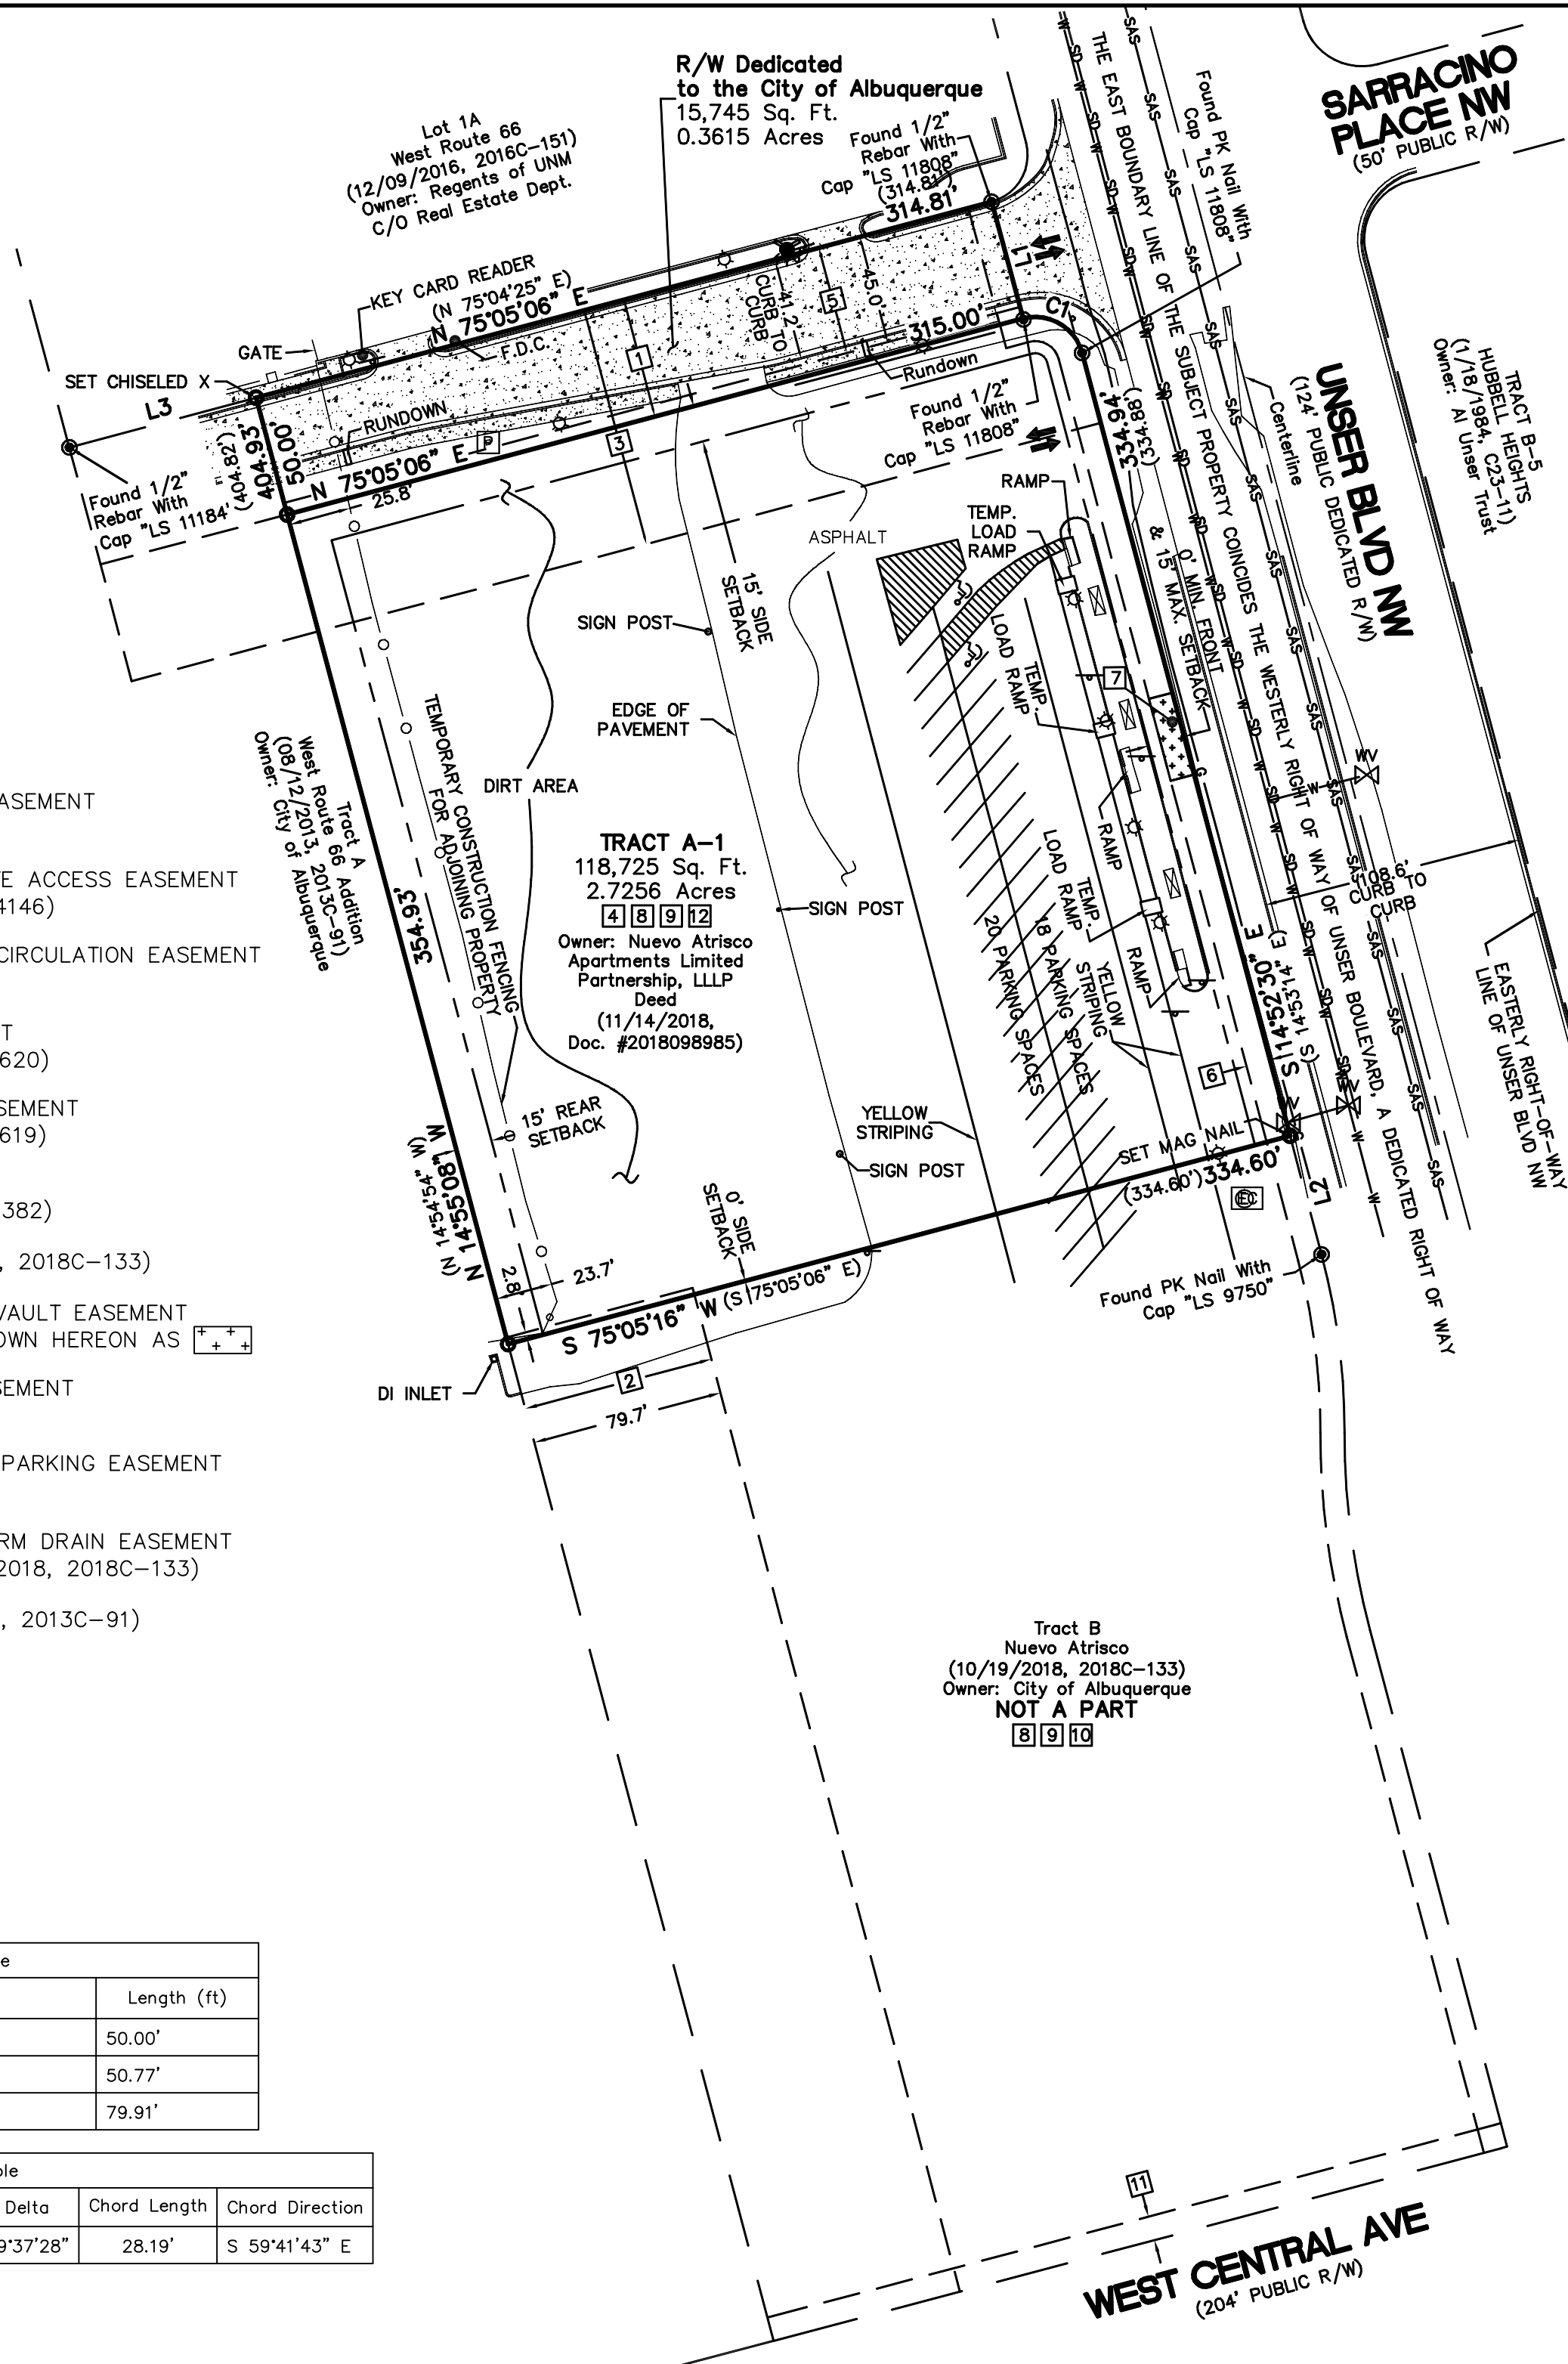 R/W Dedicated
to the City of Albuquerque
15,745 Sq. Ft.
0.3615 Acres
Lot 1A
West Route 66
(12/09/2016, 2016C-151)
Owner: Regents of UNM
C/O Real Estate Dept.
Found 1/2"
Rebar With
Cap "LS 11808"
(314.81')
314.81'
SARRACINO
PLACE NW
(50' PUBLIC R/W)
Found PK Nail With
Cap "LS 11808"
THE EAST BOUNDARY LINE OF THE SUBJECT PROPERTY COINCIDES THE WESTERLY RIGHT OF WAY OF UNSER BOULEVARD, A DEDICATED RIGHT OF WAY
KEY CARD READER
(N 75°04'25" E)
N 75°05'06" E
F.D.C.
GATE
SET CHISELED X
L3
L1
C1
CURB TO
CURB
41.2'
5
45.0'
1
315.00'
Rundown
RUNDOWN
P
3
N 75°05'06" E
25.8'
50.00'
404.93'
(404.82)
Found 1/2"
Rebar With
Cap "LS 11184'
Found 1/2"
Rebar With
Cap "LS 11808"
334.94'
(334.88')
UNSER BLVD NW
(124' PUBLIC DEDICATED R/W)
Centerline
TRACT B-5
HUBBELL HEIGHTS
(1/18/1984, C23-11)
Owner: Al Unser Trust
RAMP
TEMP.
LOAD
RAMP
ASPHALT
15' SIDE
SETBACK
SIGN POST
0' MIN. FRONT
& 15' MAX. SETBACK
TEMP.
LOAD RAMP
7
EDGE OF
PAVEMENT
DIRT AREA
TEMPORARY CONSTRUCTION FENCING
FOR ADJOINING PROPERTY
Tract A
West Route 66 Addition
(08/12/2013, 2013C-91)
Owner: City of Albuquerque
354.93'
TRACT A-1
118,725 Sq. Ft.
2.7256 Acres
4 8 9 12
Owner: Nuevo Atrisco
Apartments Limited
Partnership, LLLP
Deed
(11/14/2018,
Doc. #2018098985)
SIGN POST
RAMP
TEMP.
LOAD RAMP
RAMP
20 PARKING SPACES
18 PARKING SPACES
YELLOW
STRIPING
WV
W
108.6'
CURB TO
CURB
S 14°52'30" E
(S 14°53'14" E)
6
EASTERLY RIGHT-OF-WAY
LINE OF UNSER BLVD NW
YELLOW
STRIPING
SIGN POST
15' REAR
SETBACK
N 14°55'08" W
(N 14°54'54" W)
SET MAG NAIL
(334.60') 334.60'
L2
EC
Found PK Nail With
Cap "LS 9750"
0' SIDE
SETBACK
2.8'
23.7'
S 75°05'16" W (S 75°05'06" E)
DI INLET
2
79.7'
ASEMENT
E ACCESS EASEMENT
4146)
CIRCULATION EASEMENT
T
620)
SEMENT
619)
382)
, 2018C-133)
VAULT EASEMENT
OWN HEREON AS
SEMENT
PARKING EASEMENT
RM DRAIN EASEMENT
2018, 2018C-133)
, 2013C-91)
Tract B
Nuevo Atrisco
(10/19/2018, 2018C-133)
Owner: City of Albuquerque
NOT A PART
8 9 10
e
Length (ft)
50.00'
50.77'
79.91'
ole
Delta Chord Length Chord Direction
9°37'28" 28.19' S 59°41'43" E
11
WEST CENTRAL AVE
(204' PUBLIC R/W)